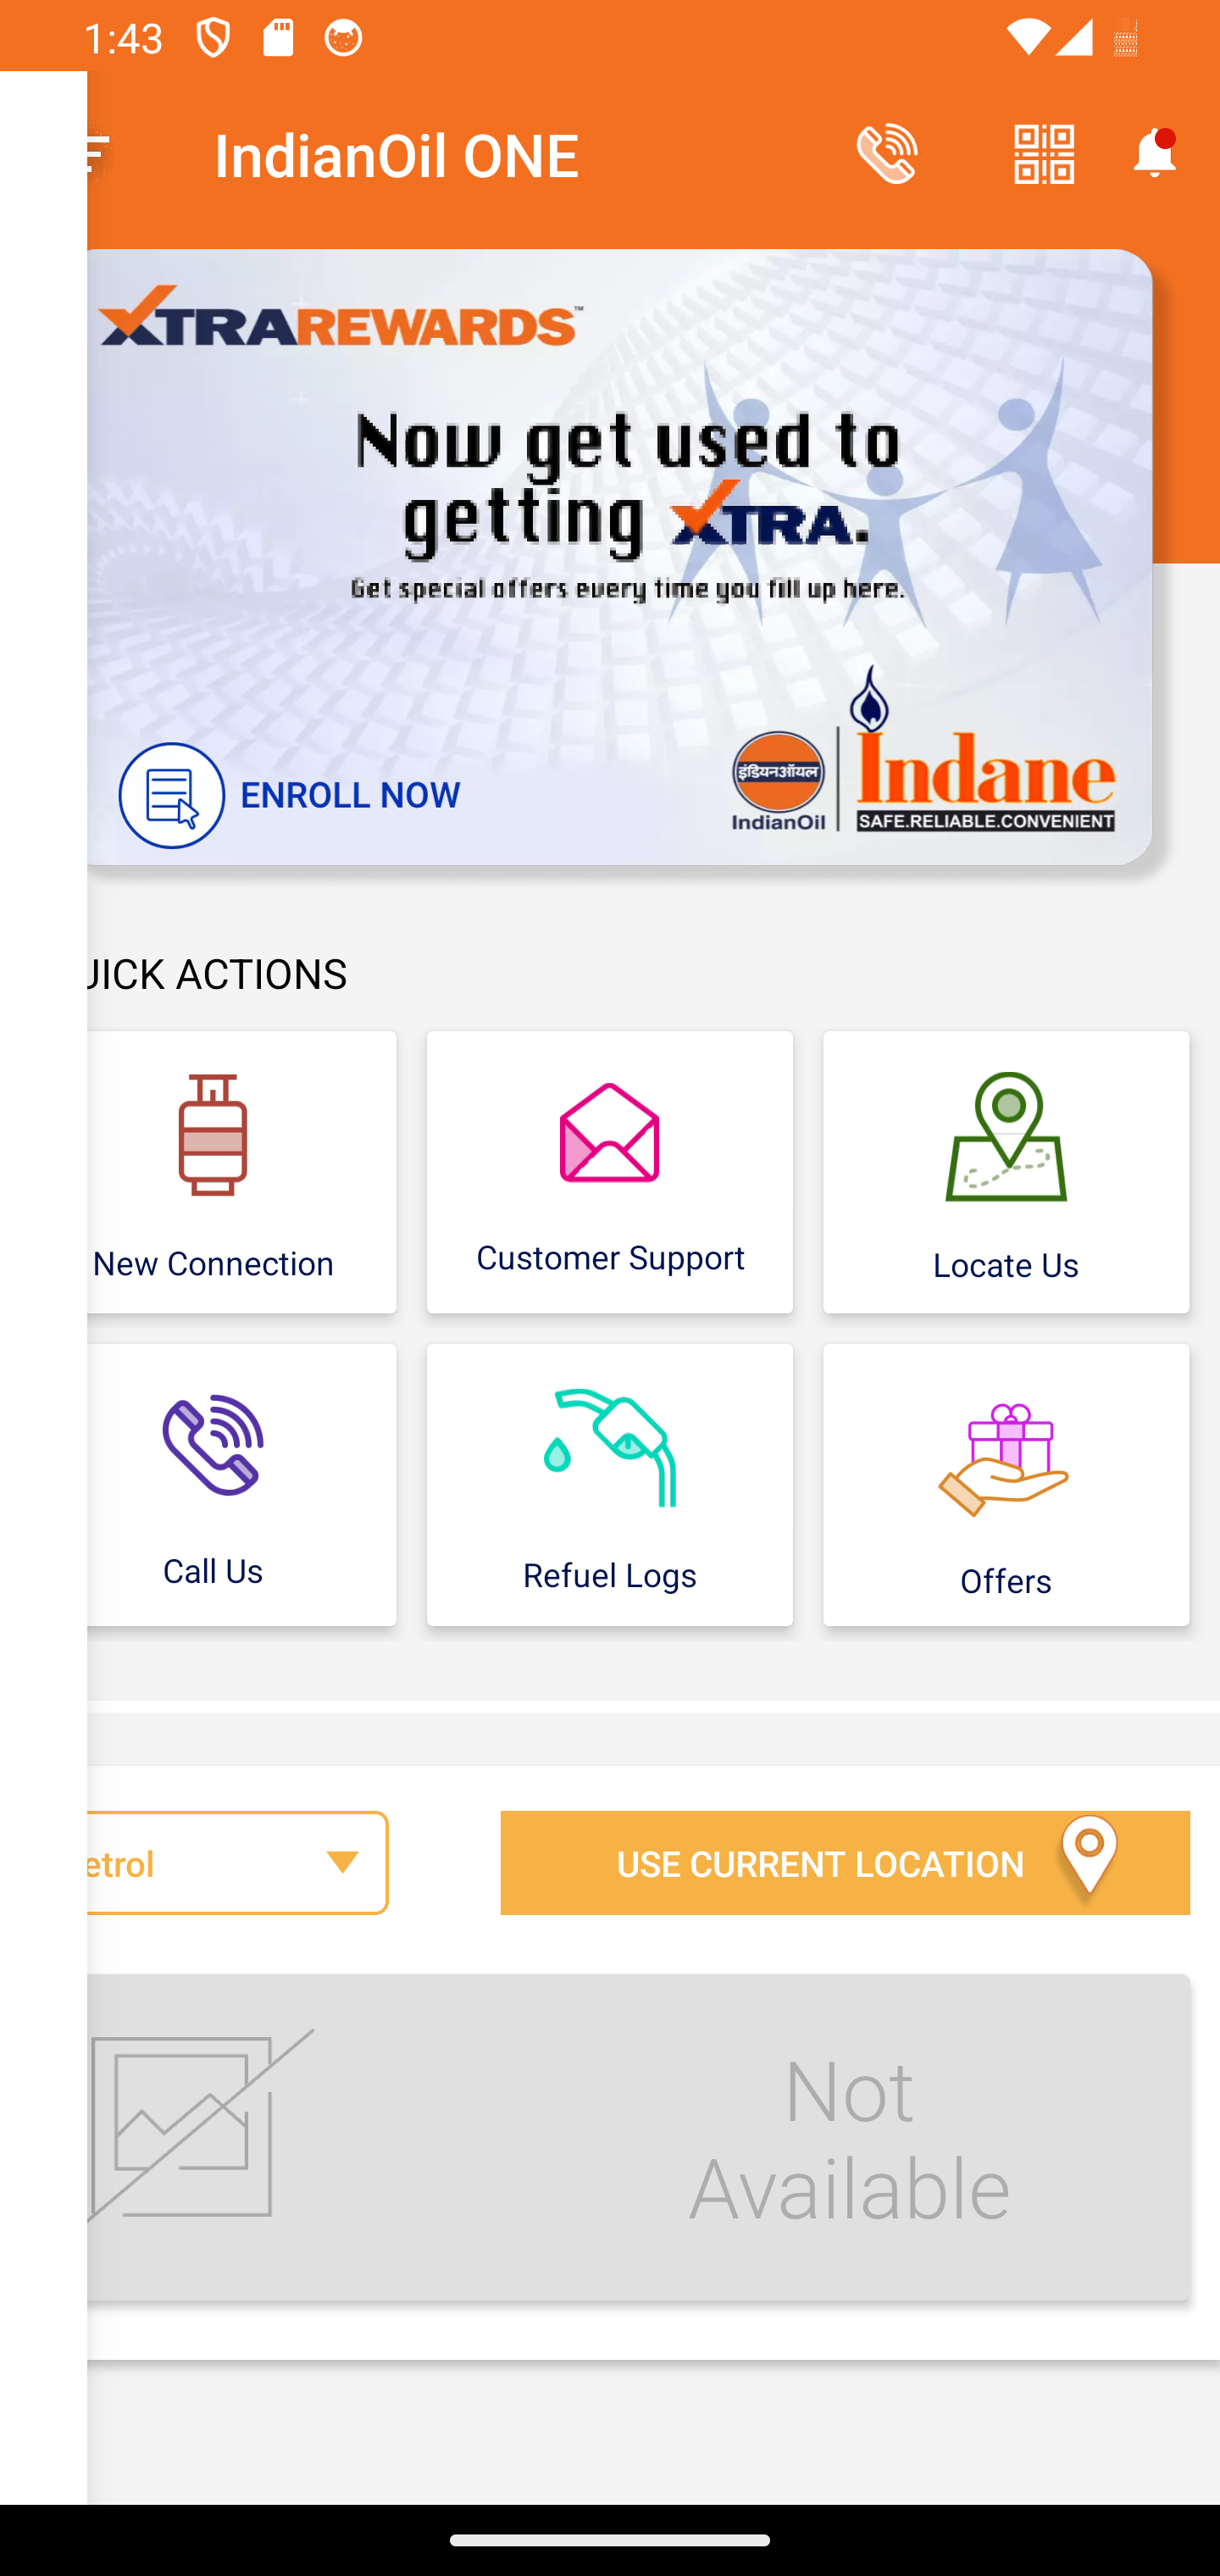 1:43
IndianOil ONE
XTRAREWARDS™
Now get used to
getting XTRA.
Get special offers every time you fill up here.
ENROLL NOW
इंडियनऑयल
IndianOil
Indane
SAFE.RELIABLE.CONVENIENT
UICK ACTIONS
New Connection
Customer Support
Locate Us
Call Us
Refuel Logs
Offers
etrol
USE CURRENT LOCATION
Not
Available